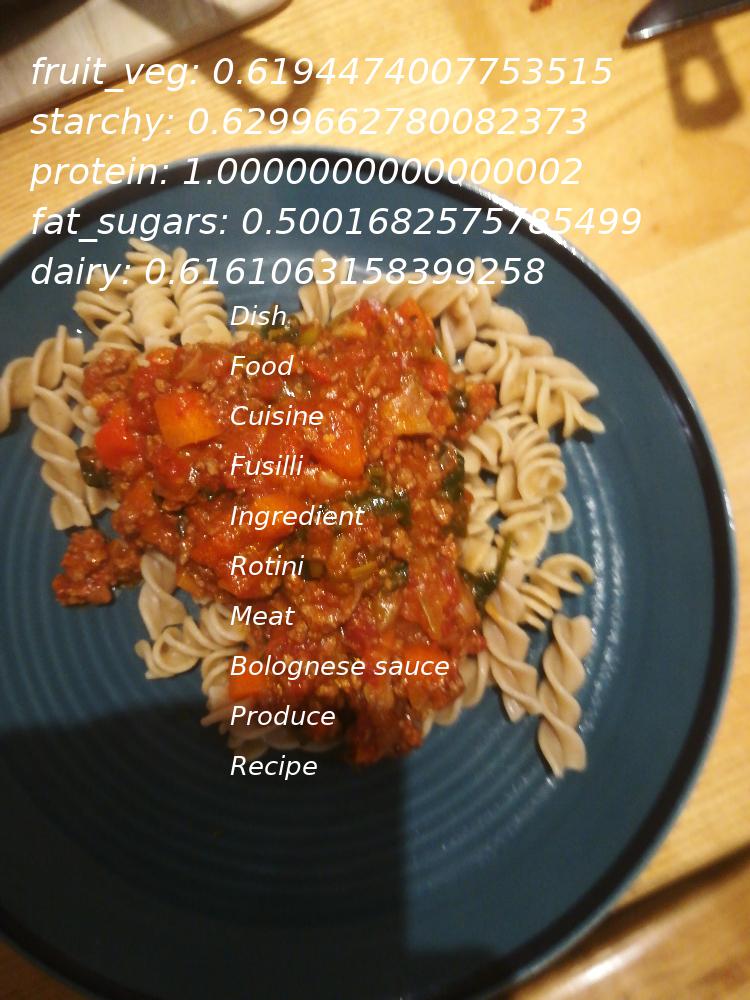 fruit_veg: 0.6194474007753515
starchy: 0.6299662780082373
protein: 1.0000000000000002
fat_sugars: 0.5001682575785499
dairy: 0.6161063158399258
Dish
Food
Cuisine
Fusilli
Ingredient
Rotini
Meat
Bolognese sauce
Produce
Recipe